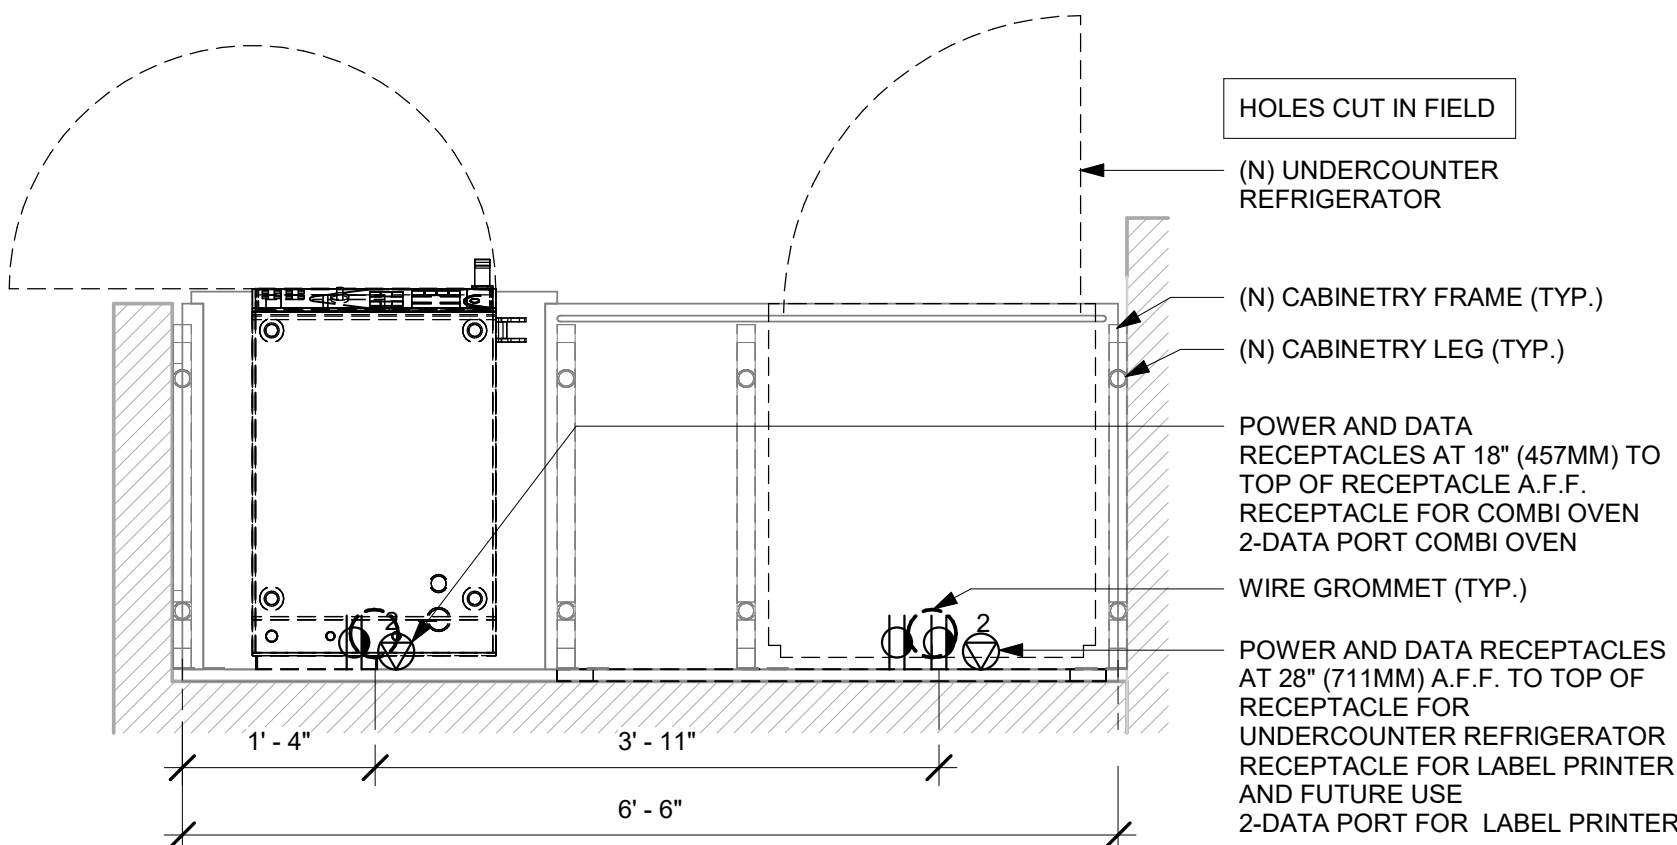 HOLES CUT IN FIELD
(N) UNDERCOUNTER
REFRIGERATOR
(N) CABINETRY FRAME (TYP.)
(N) CABINETRY LEG (TYP.)
POWER AND DATA
RECEPTACLES AT 18" (457MM) TO
TOP OF RECEPTACLE A.F.F.
RECEPTACLE FOR COMBI OVEN
2-DATA PORT COMBI OVEN
WIRE GROMMET (TYP.)
2
2
POWER AND DATA RECEPTACLES
AT 28" (711MM) A.F.F. TO TOP OF
RECEPTACLE FOR
UNDERCOUNTER REFRIGERATOR
RECEPTACLE FOR LABEL PRINTER
AND FUTURE USE
2-DATA PORT FOR LABEL PRINTER
1' - 4"
3' - 11"
6' - 6"